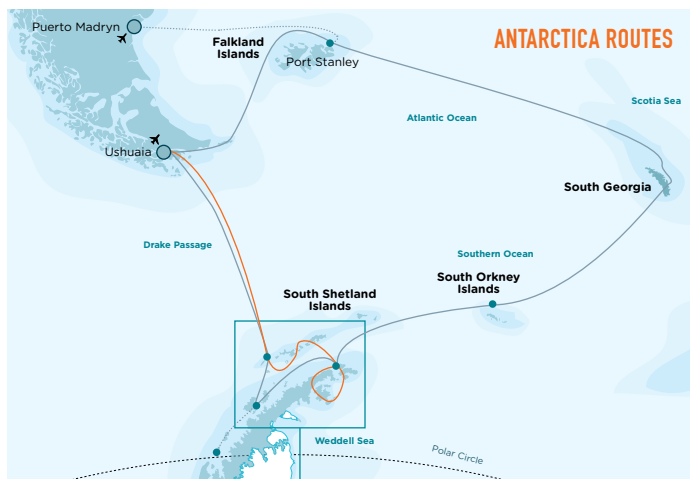 Puerto Madryn
Falkland
Islands
Port Stanley
ANTARCTICA ROUTES
Scotia Sea
Atlantic Ocean
Ushuaia
South Georgia
Drake Passage
Southern Ocean
South Orkney
Islands
South Shetland
Islands
Weddell Sea
Polar Circle